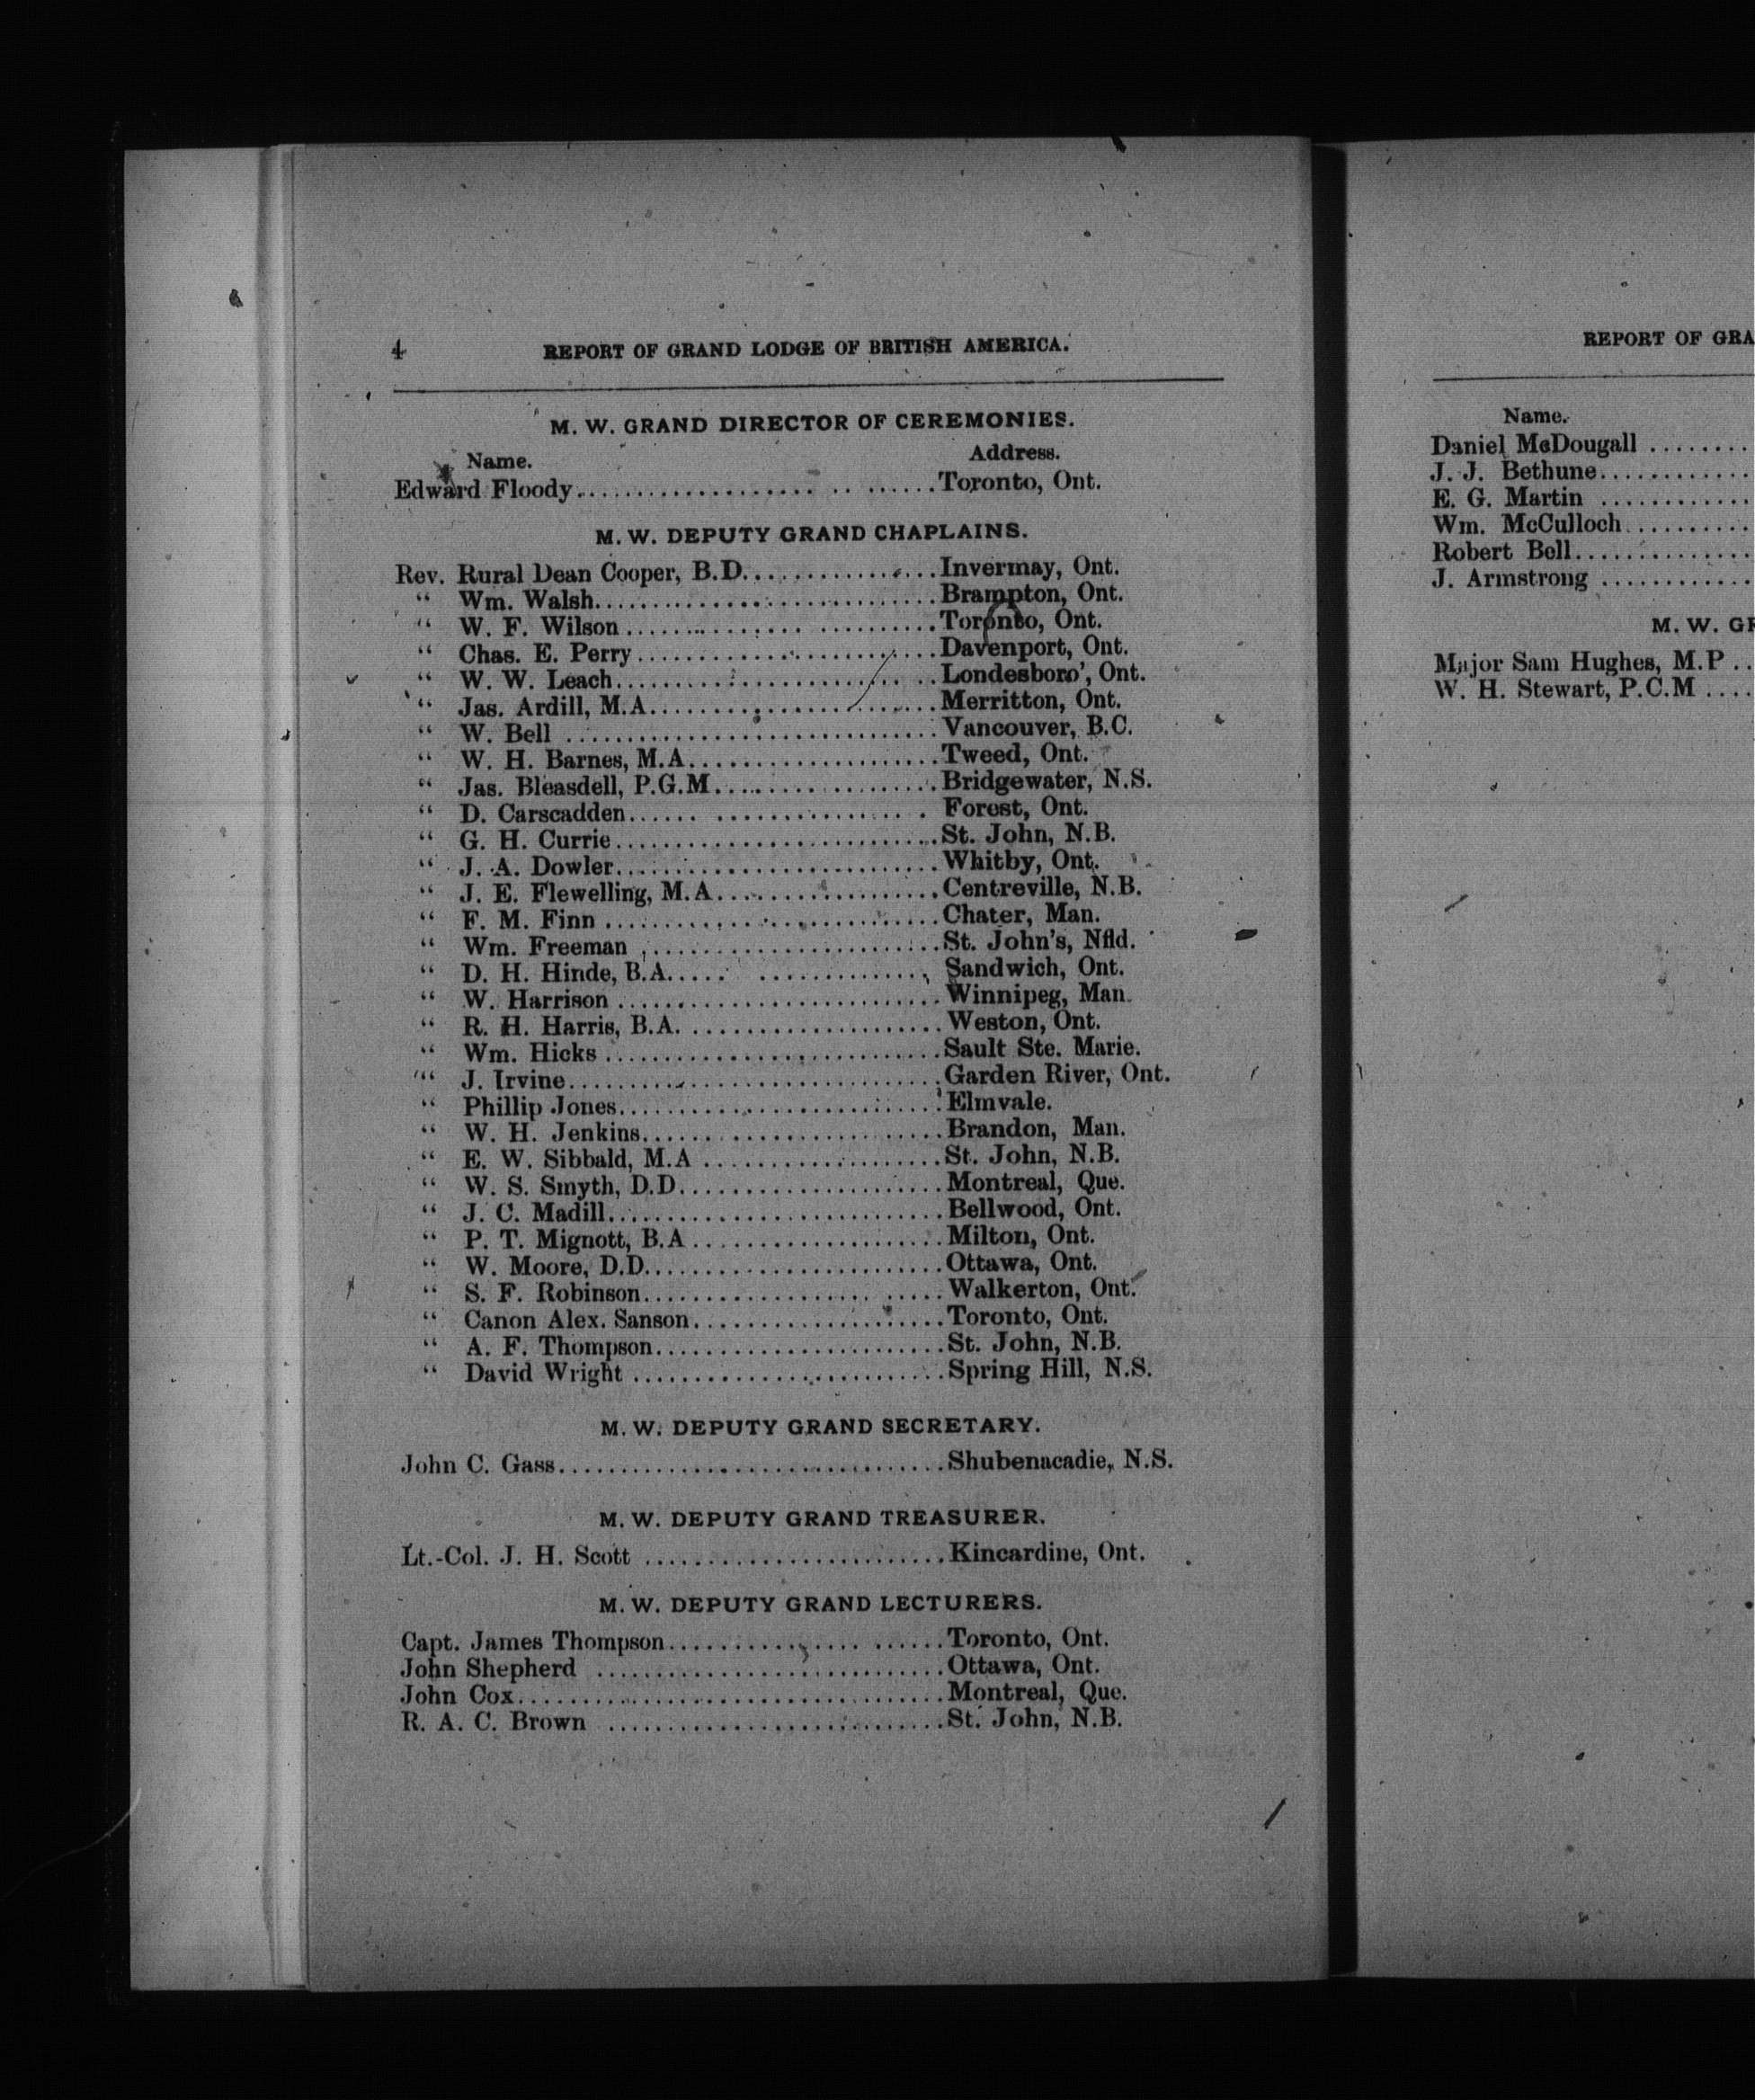 4 REPORT OF GRAND LODGE OF BRITISH AMERICA.
M. W. GRAND DIRECTOR OF CEREMONIES.
Name. Address.
Edward Floody.............................Toronto, Ont.
M. W. DEPUTY GRAND CHAPLAINS.
Rev. Rural Dean Cooper, B.D................Invermay, Ont.
“ Wm. Walsh............................Brampton, Ont.
“ W. F. Wilson..........................Toronto, Ont.
“ Chas. E. Perry.........................Davenport, Ont.
“ W. W. Leach..........................Londesboro’, Ont.
“ Jas. Ardill, M.A........................Merritton, Ont.
“ W. Bell ..............................Vancouver, B.C.
“ W. H. Barnes, M.A.....................Tweed, Ont.
“ Jas. Bleasdell, P.G.M...................Bridgewater, N.S.
“ D. Carscadden......................... Forest, Ont.
“ G. H. Currie...........................St. John, N.B.
“ J. A. Dowler...........................Whitby, Ont.
“ J. E. Flewelling, M.A...................Centreville, N.B.
“ F. M. Finn ...........................Chater, Man.
“ Wm. Freeman .........................St. John's, Nfld.
“ D. H. Hinde, B.A...................... Sandwich, Ont.
“ W. Harrison ..........................Winnipeg, Man.
“ R. H. Harris, B.A. .....................Weston, Ont.
“ Wm. Hicks ...........................Sault Ste. Marie.
“ J. Irvine..............................Garden River, Ont.
“ Phillip Jones..........................Elmvale.
“ W. H. Jenkins.........................Brandon, Man.
“ E. W. Sibbald, M.A ....................St. John, N.B.
“ W. S. Smyth, D.D......................Montreal, Que.
“ J. C. Madill...........................Bellwood, Ont.
“ P. T. Mignott, B.A.....................Milton, Ont.
“ W. Moore, D.D........................Ottawa, Ont.
“ S. F. Robinson.........................Walkerton, Ont.
“ Canon Alex. Sanson.....................Toronto, Ont.
“ A. F. Thompson........................St. John, N.B.
“ David Wright .........................Spring Hill, N.S.
M. W. DEPUTY GRAND SECRETARY.
John C. Gass...............................Shubenacadie, N.S.
M. W. DEPUTY GRAND TREASURER.
Lt.-Col. J. H. Scott ........................Kincardine, Ont.
M. W. DEPUTY GRAND LECTURERS.
Capt. James Thompson......................Toronto, Ont.
John Shepherd ............................Ottawa, Ont.
John Cox..................................Montreal, Que.
R. A. C. Brown ...........................St. John, N.B.
REPORT OF GRA
Name.
Daniel McDougall ........
J. J. Bethune............
E. G. Martin ............
Wm. McCulloch..........
Robert Bell..............
J. Armstrong ............
M. W. GR
Major Sam Hughes, M.P ..
W. H. Stewart, P.C.M ....